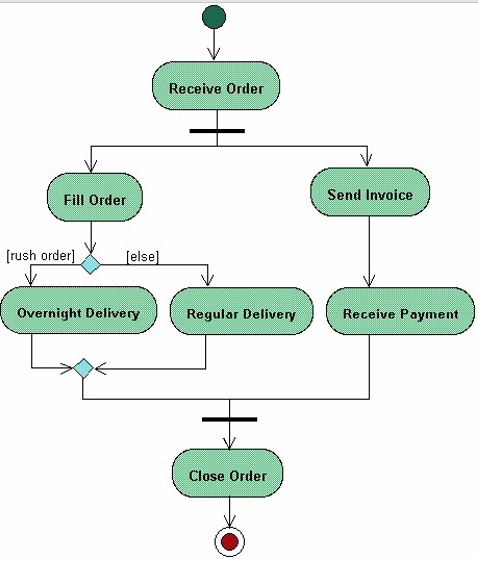 Receive Order
Fill Order
Send Invoice
[rush order]
[else]
Overnight Delivery
Regular Delivery
Receive Payment
Close Order